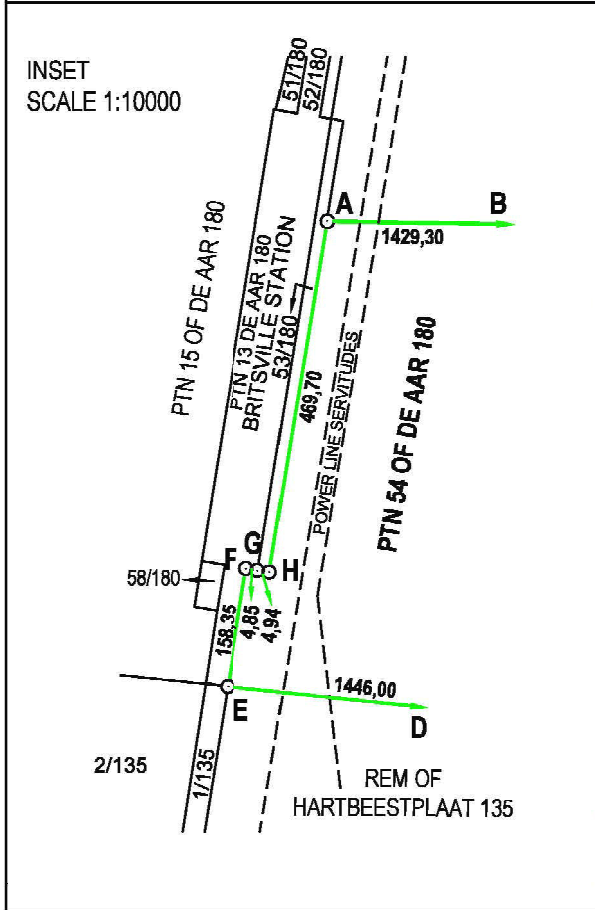 INSET
SCALE 1:10000
51/180
52/180
A
B
1429,30
PTN 15 OF DE AAR 180
PTN 13 DE AAR 180
BRITSVILLE STATION
53/180
469,70
POWER LINE SERVITUDES
PTN 54 OF DE AAR 180
F
G
H
58/180
158,35
4,85
4,94
E
1446,00
D
2/135
1/135
REM OF
HARTBEESTPLAAT 135